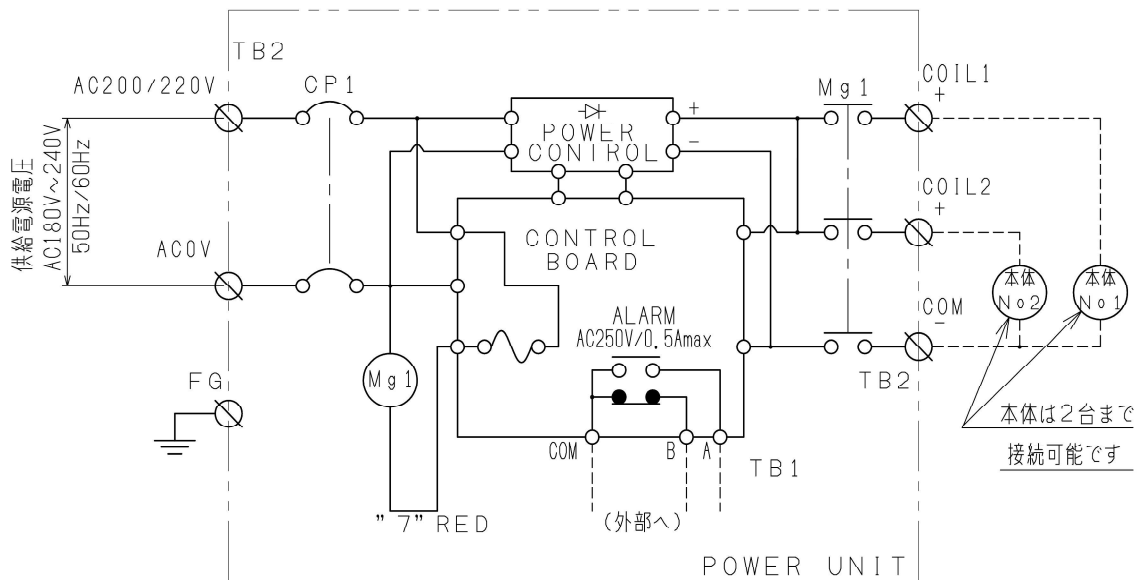 TB2
AC200/220V
CP1
Mg1
COIL1
+
POWER
CONTROL
+
-
供給電源電圧
AC180V~240V
50Hz/60Hz
COIL2
+
AC0V
CONTROL
BOARD
本体
No2
本体
No1
ALARM
AC250V/0.5Amax
COM
-
Mg1
TB2
FG
本体は2台まで
接続可能です
COM
B
A
TB1
"7" RED
(外部へ)
POWER UNIT